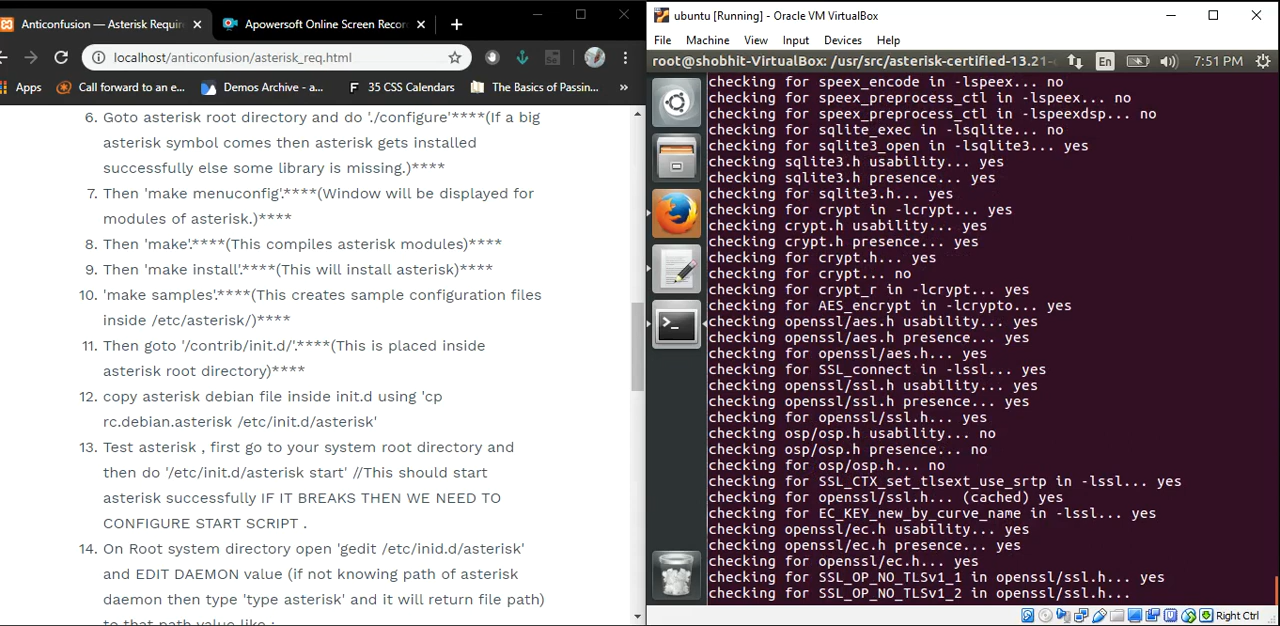 Anticonfusion — Asterisk Requir
Apowersoft Online Screen Recor
localhost/anticonfusion/asterisk_req.html
Apps
Call forward to an e...
Demos Archive - a...
35 CSS Calendars
The Basics of Passin...
»
6. Goto asterisk root directory and do './configure'****(If a big
asterisk symbol comes then asterisk gets installed
successfully else some library is missing.)****
7. Then 'make menuconfig'.****(Window will be displayed for
modules of asterisk.)****
8. Then 'make'.****(This compiles asterisk modules)****
9. Then 'make install'.****(This will install asterisk)****
10. 'make samples'.****(This creates sample configuration files
inside /etc/asterisk/)****
11. Then goto '/contrib/init.d/'.****(This is placed inside
asterisk root directory)****
12. copy asterisk debian file inside init.d using 'cp
rc.debian.asterisk /etc/init.d/asterisk'
13. Test asterisk , first go to your system root directory and
then do '/etc/init.d/asterisk start' //This should start
asterisk successfully IF IT BREAKS THEN WE NEED TO
CONFIGURE START SCRIPT .
14. On Root system directory open 'gedit /etc/inid.d/asterisk'
and EDIT DAEMON value (if not knowing path of asterisk
daemon then type 'type asterisk' and it will return file path)
to that path value like :
ubuntu [Running] - Oracle VM VirtualBox
File Machine View Input Devices Help
root@shobhit-VirtualBox: /usr/src/asterisk-certified-13.21-
En
7:51 PM
checking for speex_encode in -lspeex... no
checking for speex_preprocess_ctl in -lspeex... no
checking for speex_preprocess_ctl in -lspeexdsp... no
checking for sqlite_exec in -lsqlite... no
checking for sqlite3_open in -lsqlite3... yes
checking sqlite3.h usability... yes
checking sqlite3.h presence... yes
checking for sqlite3.h... yes
checking for crypt in -lcrypt... yes
checking crypt.h usability... yes
checking crypt.h presence... yes
checking for crypt.h... yes
checking for crypt... no
checking for crypt_r in -lcrypt... yes
checking for AES_encrypt in -lcrypto... yes
checking openssl/aes.h usability... yes
checking openssl/aes.h presence... yes
checking for openssl/aes.h... yes
checking for SSL_connect in -lssl... yes
checking openssl/ssl.h usability... yes
checking openssl/ssl.h presence... yes
checking for openssl/ssl.h... yes
checking osp/osp.h usability... no
checking osp/osp.h presence... no
checking for osp/osp.h... no
checking for SSL_CTX_set_tlsext_use_srtp in -lssl... yes
checking for openssl/ssl.h... (cached) yes
checking for EC_KEY_new_by_curve_name in -lssl... yes
checking openssl/ec.h usability... yes
checking openssl/ec.h presence... yes
checking for openssl/ec.h... yes
checking for SSL_OP_NO_TLSv1_1 in openssl/ssl.h... yes
checking for SSL_OP_NO_TLSv1_2 in openssl/ssl.h...
Right Ctrl